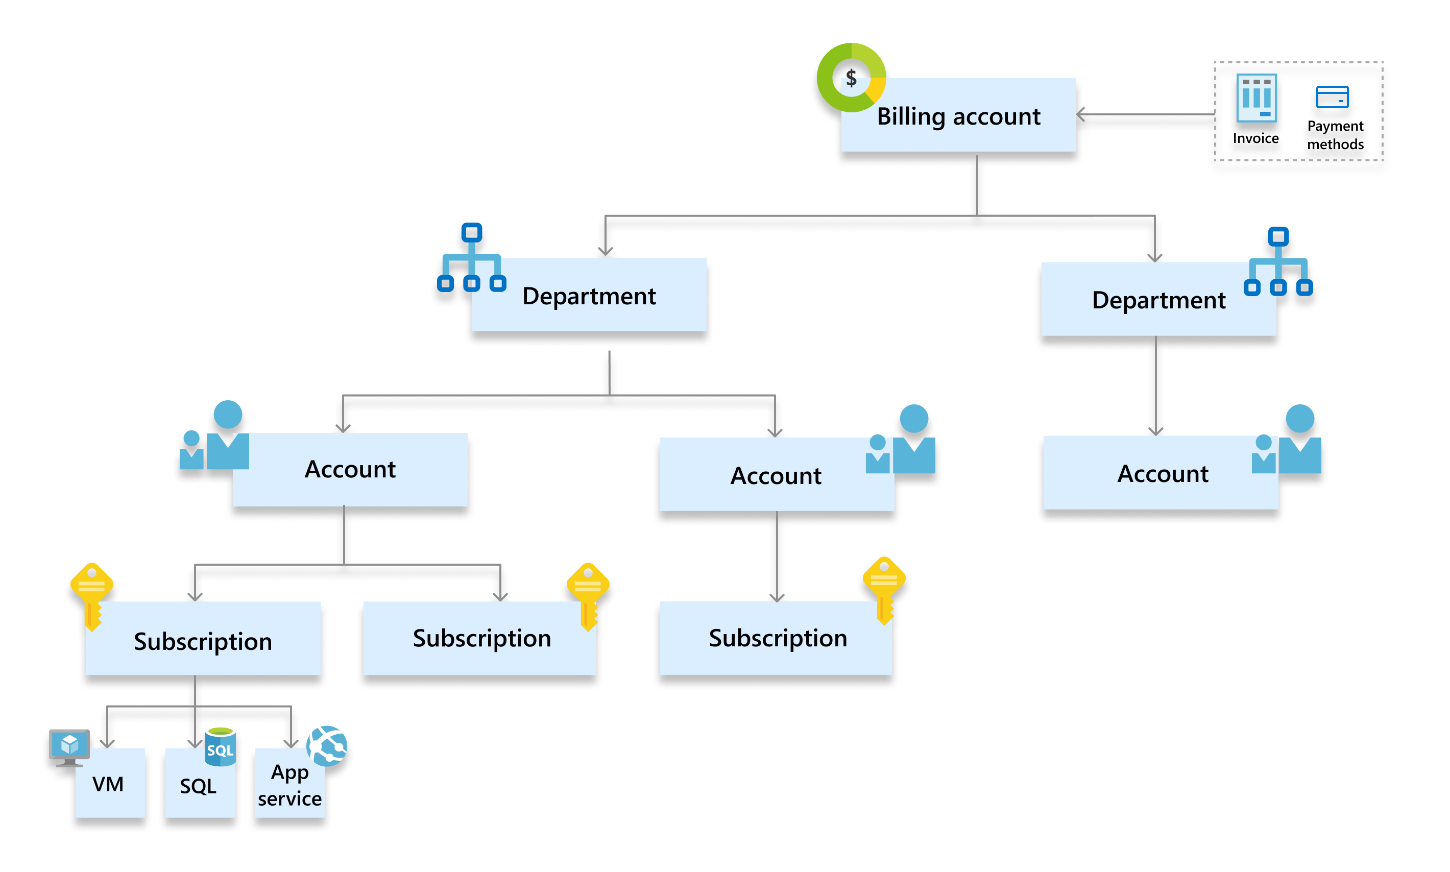 $
Billing account
Invoice
Payment
methods
Department
Department
Account
Account
Account
Subscription
Subscription
Subscription
VM
SQL
SQL
App
service